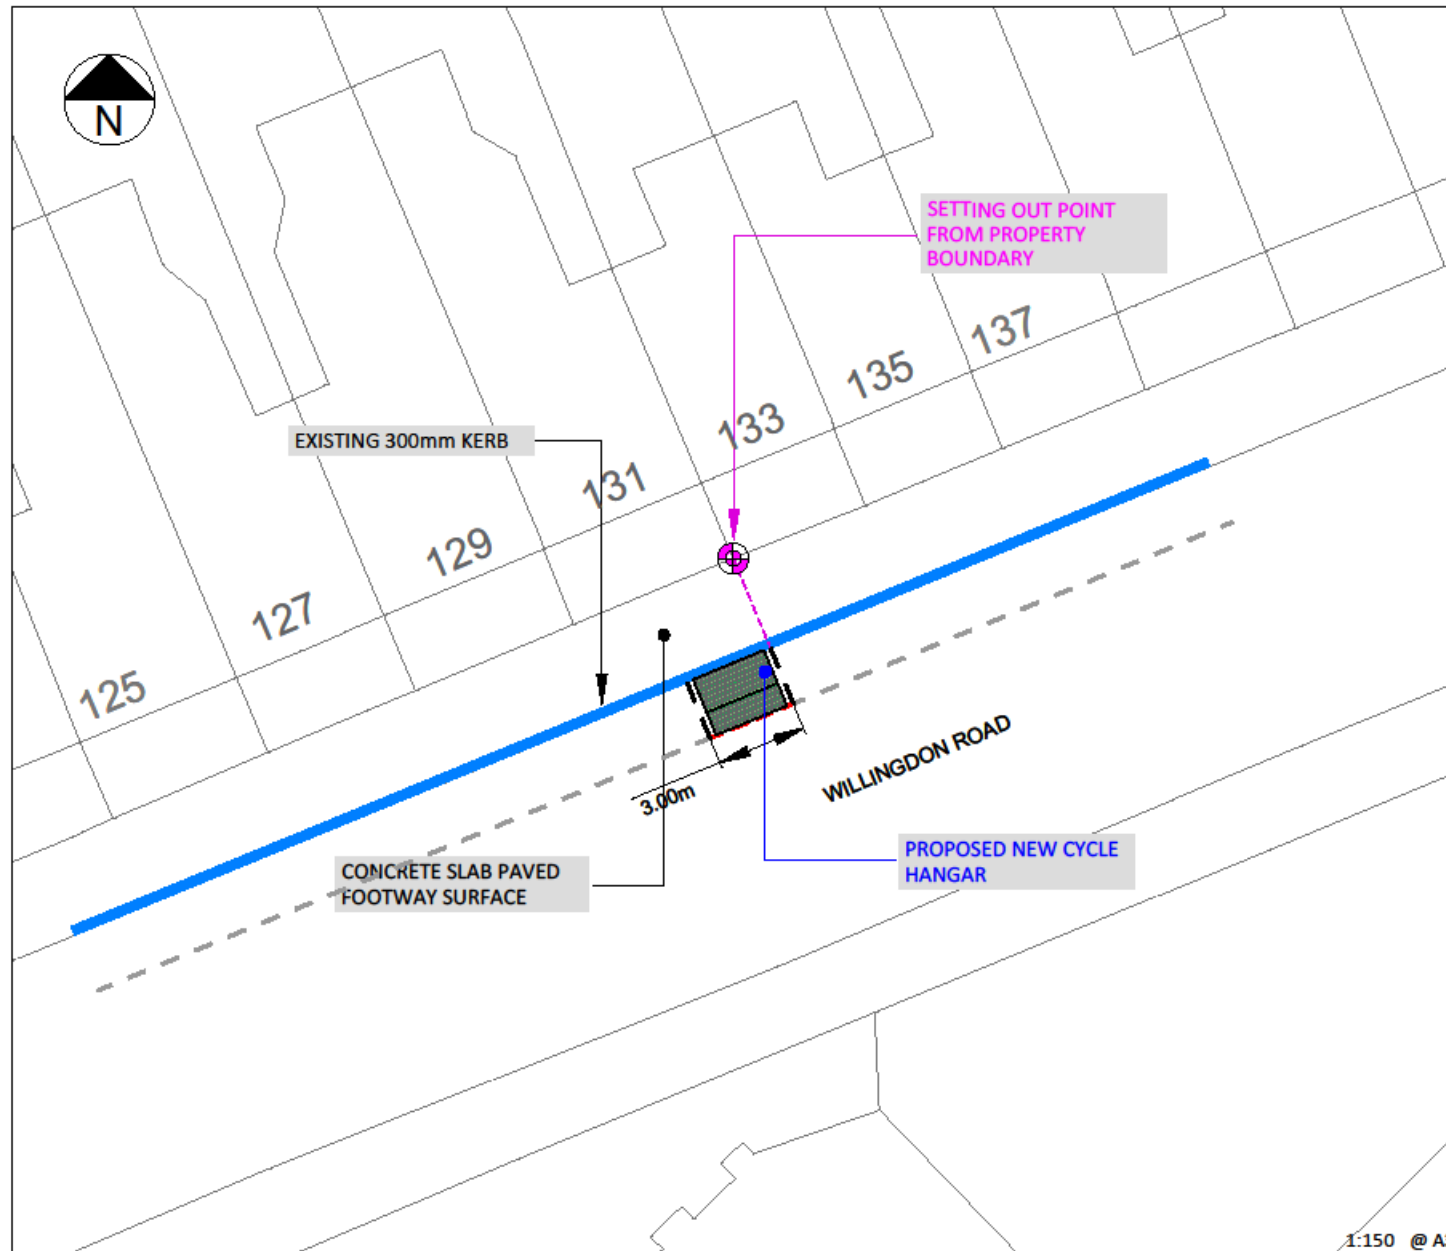 N
SETTING OUT POINT
FROM PROPERTY
BOUNDARY
137
135
133
EXISTING 300mm KERB
131
129
127
125
WILLINGDON ROAD
3.00m
PROPOSED NEW CYCLE
HANGAR
CONCRETE SLAB PAVED
FOOTWAY SURFACE
1:150 @